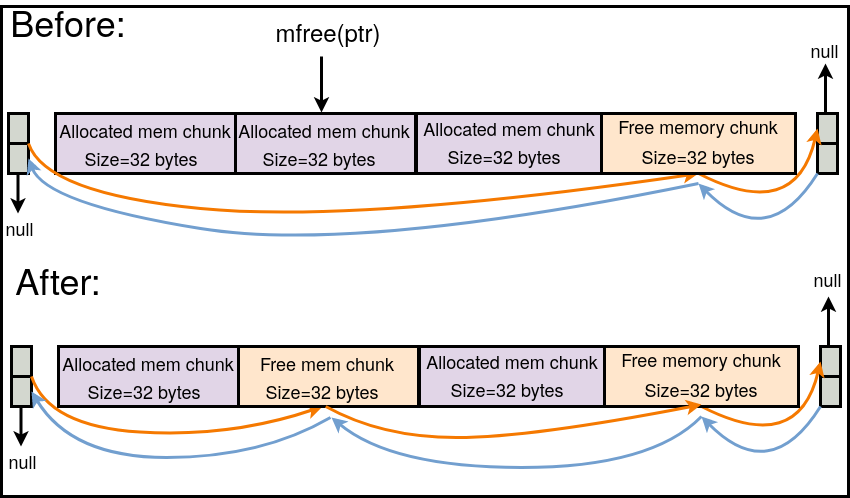 Before:
mfree(ptr)
null
Allocated mem chunk
Size=32 bytes
Allocated mem chunk
Size=32 bytes
Allocated mem chunk
Size=32 bytes
Free memory chunk
Size=32 bytes
null
After:
null
Allocated mem chunk
Size=32 bytes
Free mem chunk
Size=32 bytes
Allocated mem chunk
Size=32 bytes
Free memory chunk
Size=32 bytes
null